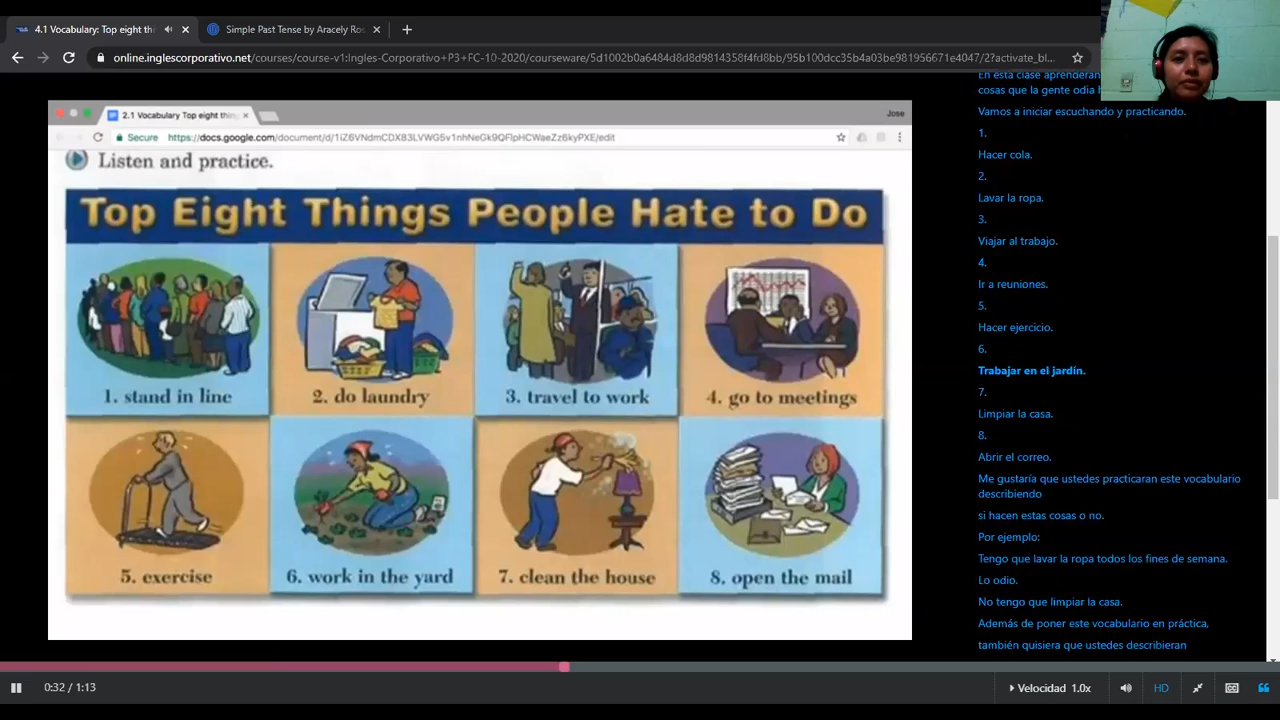 4.1 Vocabulary: Top eight th
Simple Past Tense by Aracely Ros
online.inglescorporativo.net/courses/course-v1:Ingles-Corporativo+P3+FC-10-2020/courseware/5d1002b0a6484d8d8d9814358f4fd8bb/95b100dcc35b4a03be981956671e4047/2?activate_bl...
2.1 Vocabulary Top eight thin
Jose
Secure https://docs.google.com/document/d/1iZ6VNdmCDX83LVWG5v1nhNeGk9QFlpHCWaeZz6kyPXE/edit
Listen and practice.
Top Eight Things People Hate to Do
1. stand in line
2. do laundry
3. travel to work
4. go to meetings
5. exercise
6. work in the yard
7. clean the house
8. open the mail
En esta clase aprenderán
cosas que la gente odia
Vamos a iniciar escuchando y practicando.
1.
Hacer cola.
2.
Lavar la ropa.
3.
Viajar al trabajo.
4.
Ir a reuniones.
5.
Hacer ejercicio.
6.
Trabajar en el jardín.
7.
Limpiar la casa.
8.
Abrir el correo.
Me gustaría que ustedes practicaran este vocabulario
describiendo
si hacen estas cosas o no.
Por ejemplo:
Tengo que lavar la ropa todos los fines de semana.
Lo odio.
No tengo que limpiar la casa.
Además de poner este vocabulario en práctica,
también quisiera que ustedes describieran
0:32 / 1:13
Velocidad 1.0x
HD